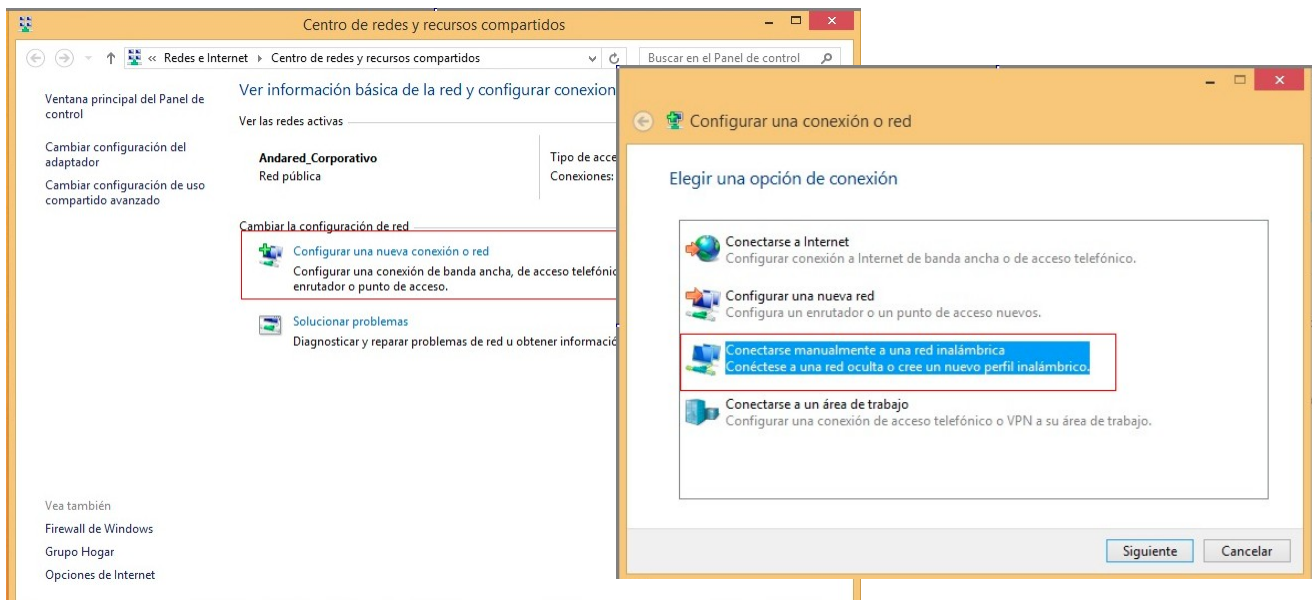 Centro de redes y recursos compartidos
« Redes e Internet Centro de redes y recursos compartidos
Buscar en el Panel de control
Ventana principal del Panel de
control
Cambiar configuración del
adaptador
Cambiar configuración de uso
compartido avanzado
Vea también
Firewall de Windows
Grupo Hogar
Opciones de Internet
Ver información básica de la red y configurar conexion
Ver las redes activas
Andared_Corporativo
Red pública
Tipo de acce
Conexiones:
Cambiar la configuración de red
Configurar una nueva conexión o red
Configurar una conexión de banda ancha, de acceso telefónic
enrutador o punto de acceso.
Solucionar problemas
Diagnosticar y reparar problemas de red u obtener informació
Configurar una conexión o red
Elegir una opción de conexión
Conectarse a Internet
Configurar conexión a Internet de banda ancha o de acceso telefónico.
Configurar una nueva red
Configura un enrutador o un punto de acceso nuevos.
Conectarse manualmente a una red inalámbrica
Conéctese a una red oculta o cree un nuevo perfil inalámbrico.
Conectarse a un área de trabajo
Configurar una conexión de acceso telefónico o VPN a su área de trabajo.
Siguiente
Cancelar